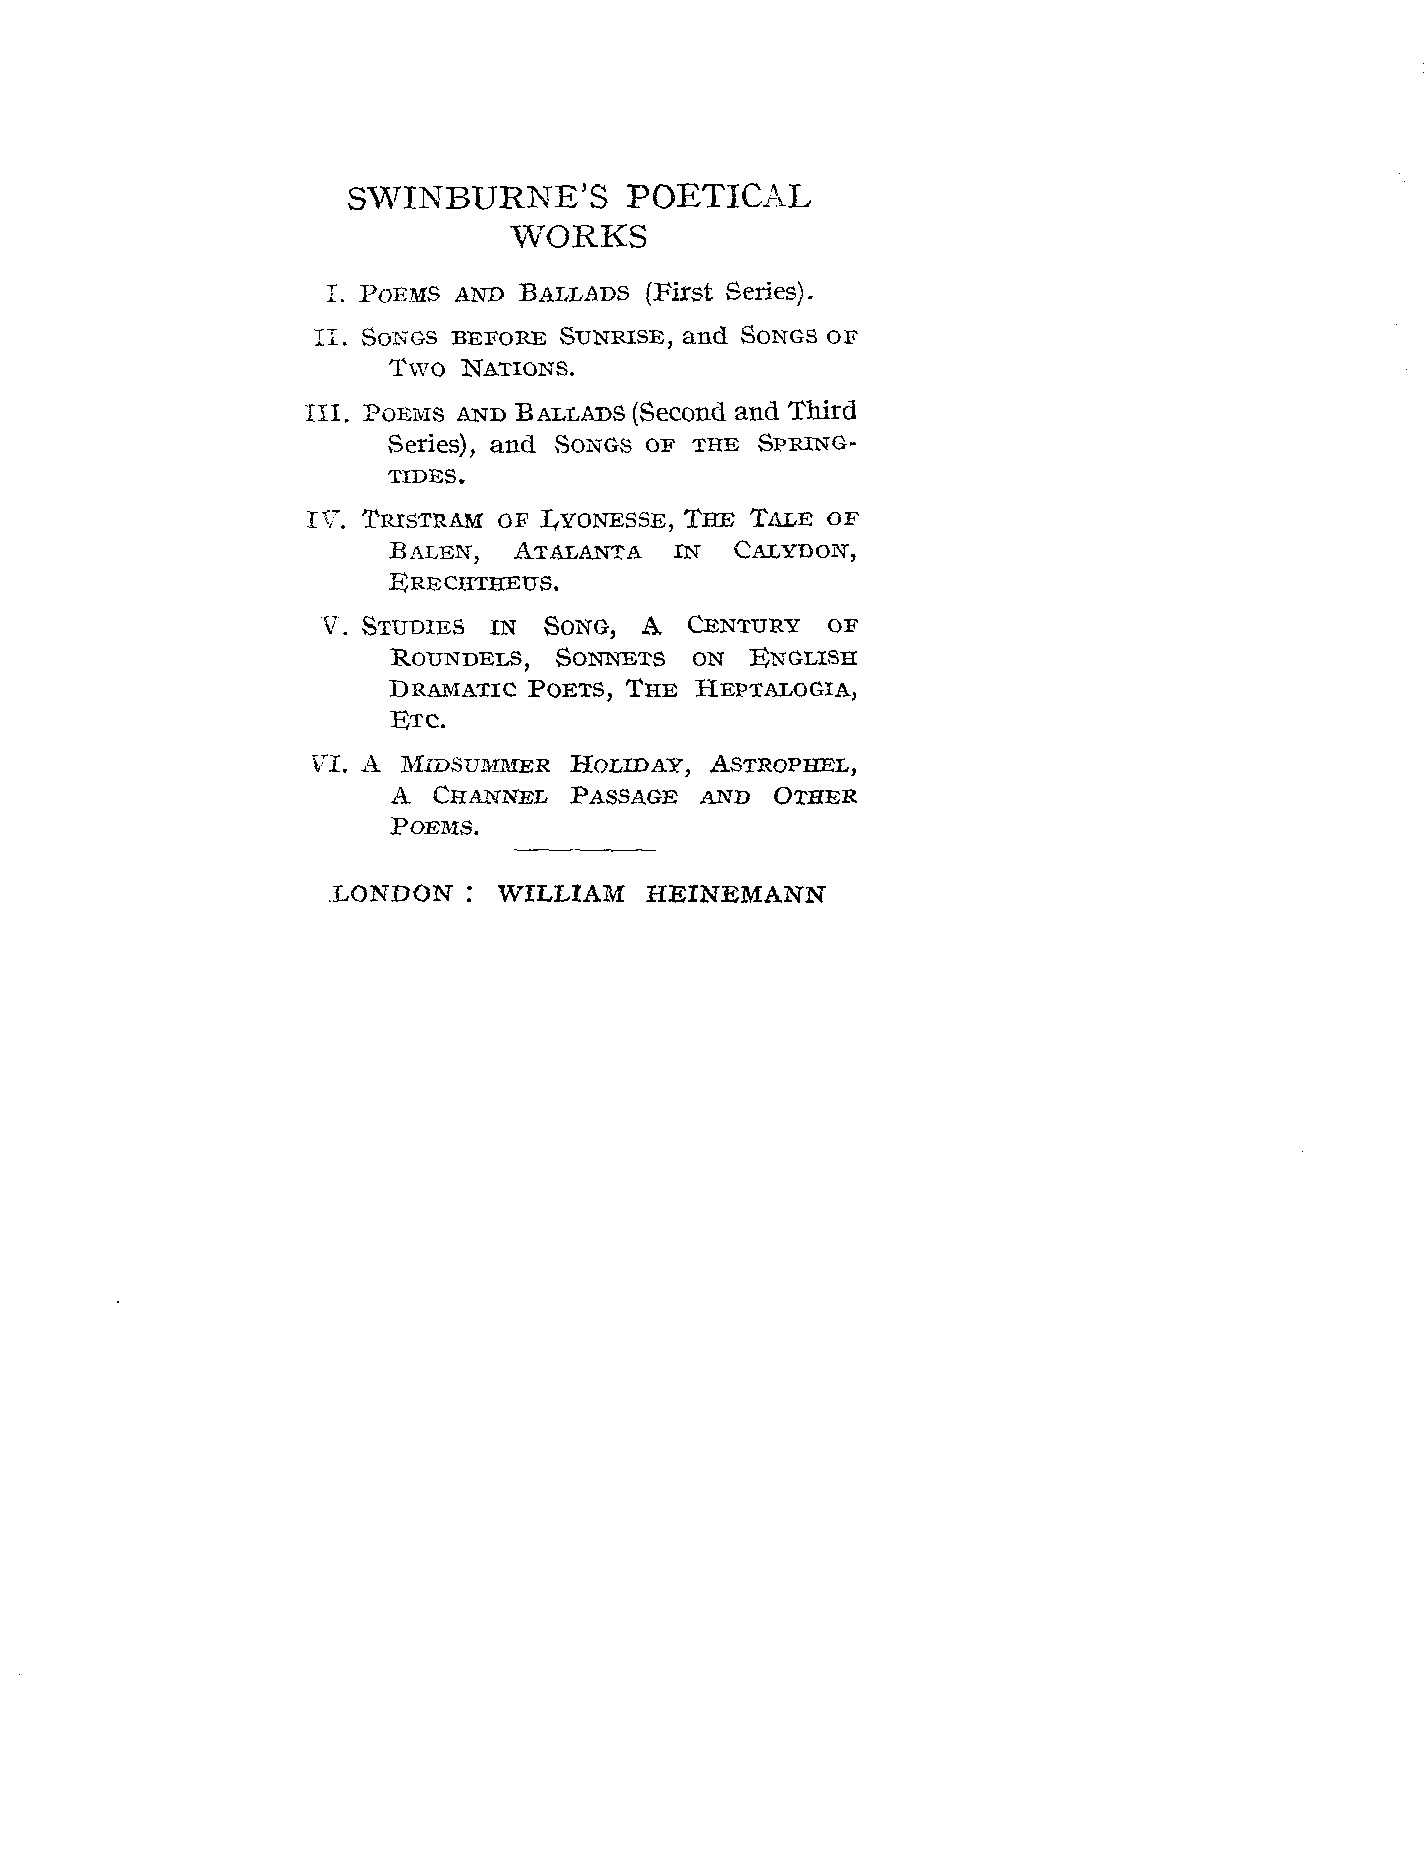 SWINBURNE'S POETICAL
WORKS
I. POEMS AND BALLADS (First Series).
II. SONGS BEFORE SUNRISE, and SONGS OF
TWO NATIONS.
III. POEMS AND BALLADS (Second and Third
Series), and SONGS OF THE SPRING-
TIDES.
IV. TRISTRAM OF LYONESSE, THE TALE OF
BALEN, ATALANTA IN CALYDON,
ERECHTHEUS.
V. STUDIES IN SONG, A CENTURY OF
ROUNDELS, SONNETS ON ENGLISH
DRAMATIC POETS, THE HEPTALOGIA,
ETC.
VI. A MIDSUMMER HOLIDAY, ASTROPHEL,
A CHANNEL PASSAGE AND OTHER
POEMS.
LONDON : WILLIAM HEINEMANN